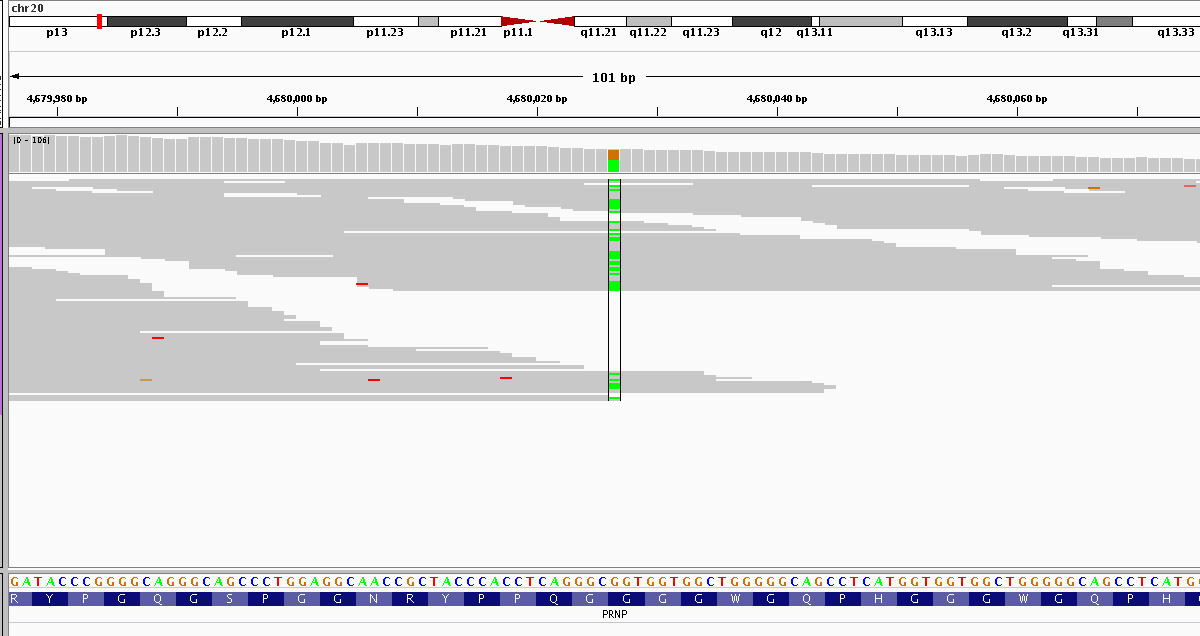 chr20
p13 p12.3 p12.2 p12.1 p11.23 p11.21 p11.1 q11.21 q11.22 q11.23 q12 q13.11 q13.13 q13.2 q13.31 q13.33
101 bp
4,679,980 bp 4,680,000 bp 4,680,020 bp 4,680,040 bp 4,680,060 bp
[0 - 106]
GATACCCGGGGCAGGGCAGCCCTGGAGGCAACCGCTACCCACCTCAGGGCGGTGGTGGCTGGGGGCAGCCTCATGGTGGTGGCTGGGGGCAGCCTCATG
R Y P G Q G S P G G N R Y P P Q G G G G W G Q P H G G G W G Q P H
PRNP